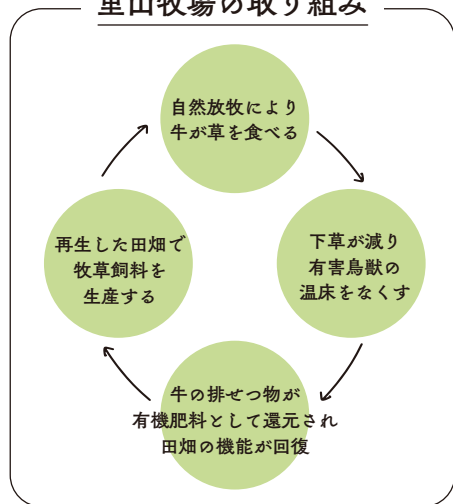 里山牧場の取り組み
自然放牧により
牛が草を食べる
下草が減り
有害鳥獣の
温床をなくす
牛の排せつ物が
有機肥料として還元され
田畑の機能が回復
再生した田畑で
牧草飼料を
生産する